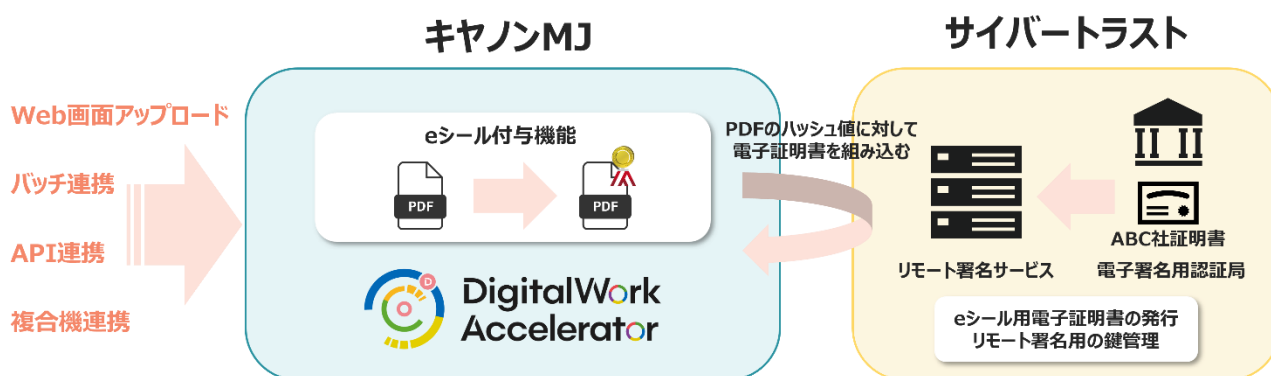 キヤノンMJ
サイバートラスト
Web画面アップロード
バッチ連携
API連携
複合機連携
eシール付与機能
PDF
PDF
DigitalWork
Accelerator
D
PDFのハッシュ値に対して
電子証明書を組み込む
リモート署名サービス
ABC社証明書
電子署名用認証局
eシール用電子証明書の発行
リモート署名用の鍵管理